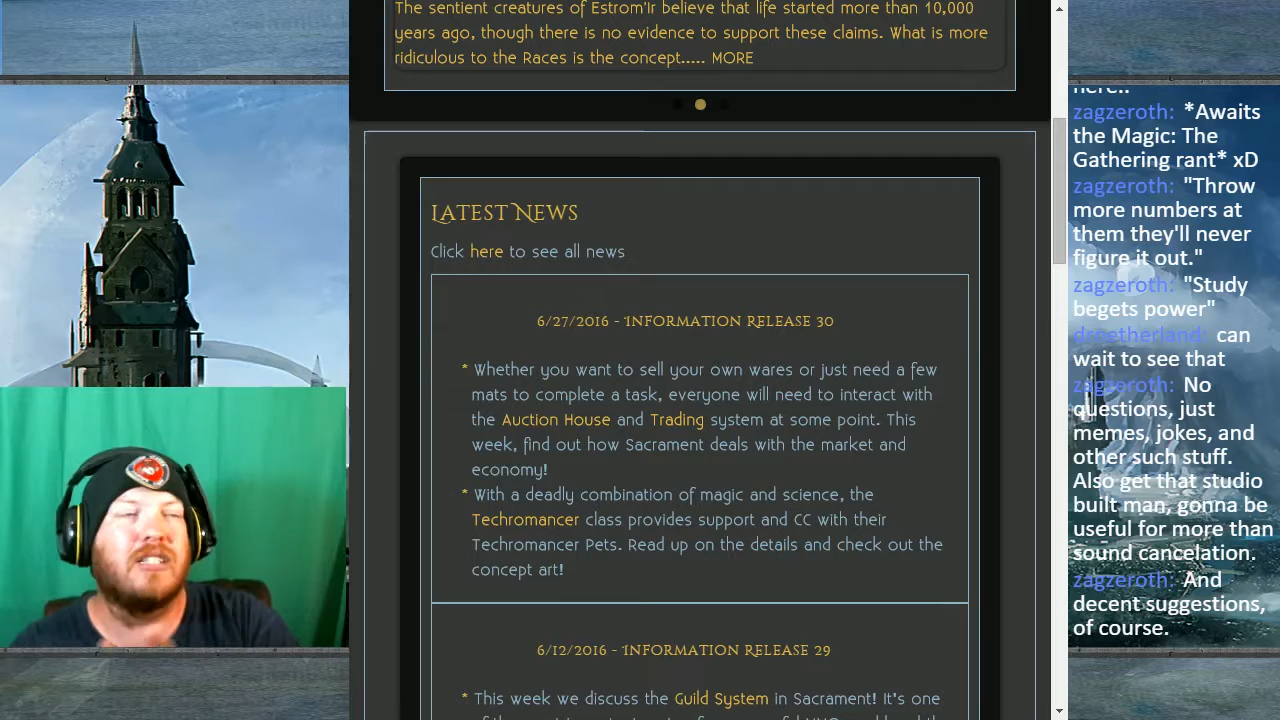 The sentient creatures of Estrom'Ir believe that life started more than 10,000
years ago, though there is no evidence to support these claims. What is more
ridiculous to the Races is the concept..... MORE
Latest News
Click here to see all news
6/27/2016 - Information Release 30
* Whether you want to sell your own wares or just need a few
mats to complete a task, everyone will need to interact with
the Auction House and Trading system at some point. This
week, find out how Sacrament deals with the market and
economy!
* With a deadly combination of magic and science, the
Techromancer class provides support and CC with their
Techromancer Pets. Read up on the details and check out the
concept art!
6/12/2016 - Information Release 29
* This week we discuss the Guild System in Sacrament! It's one
here..
zagzeroth: *Awaits
the Magic: The
Gathering rant* xD
zagzeroth: "Throw
more numbers at
them they'll never
figure it out."
zagzeroth: "Study
begets power"
drnetherland: can
wait to see that
zagzeroth: No
questions, just
memes, jokes, and
other such stuff.
Also get that studio
built man, gonna be
useful for more than
sound cancelation.
zagzeroth: And
decent suggestions,
of course.